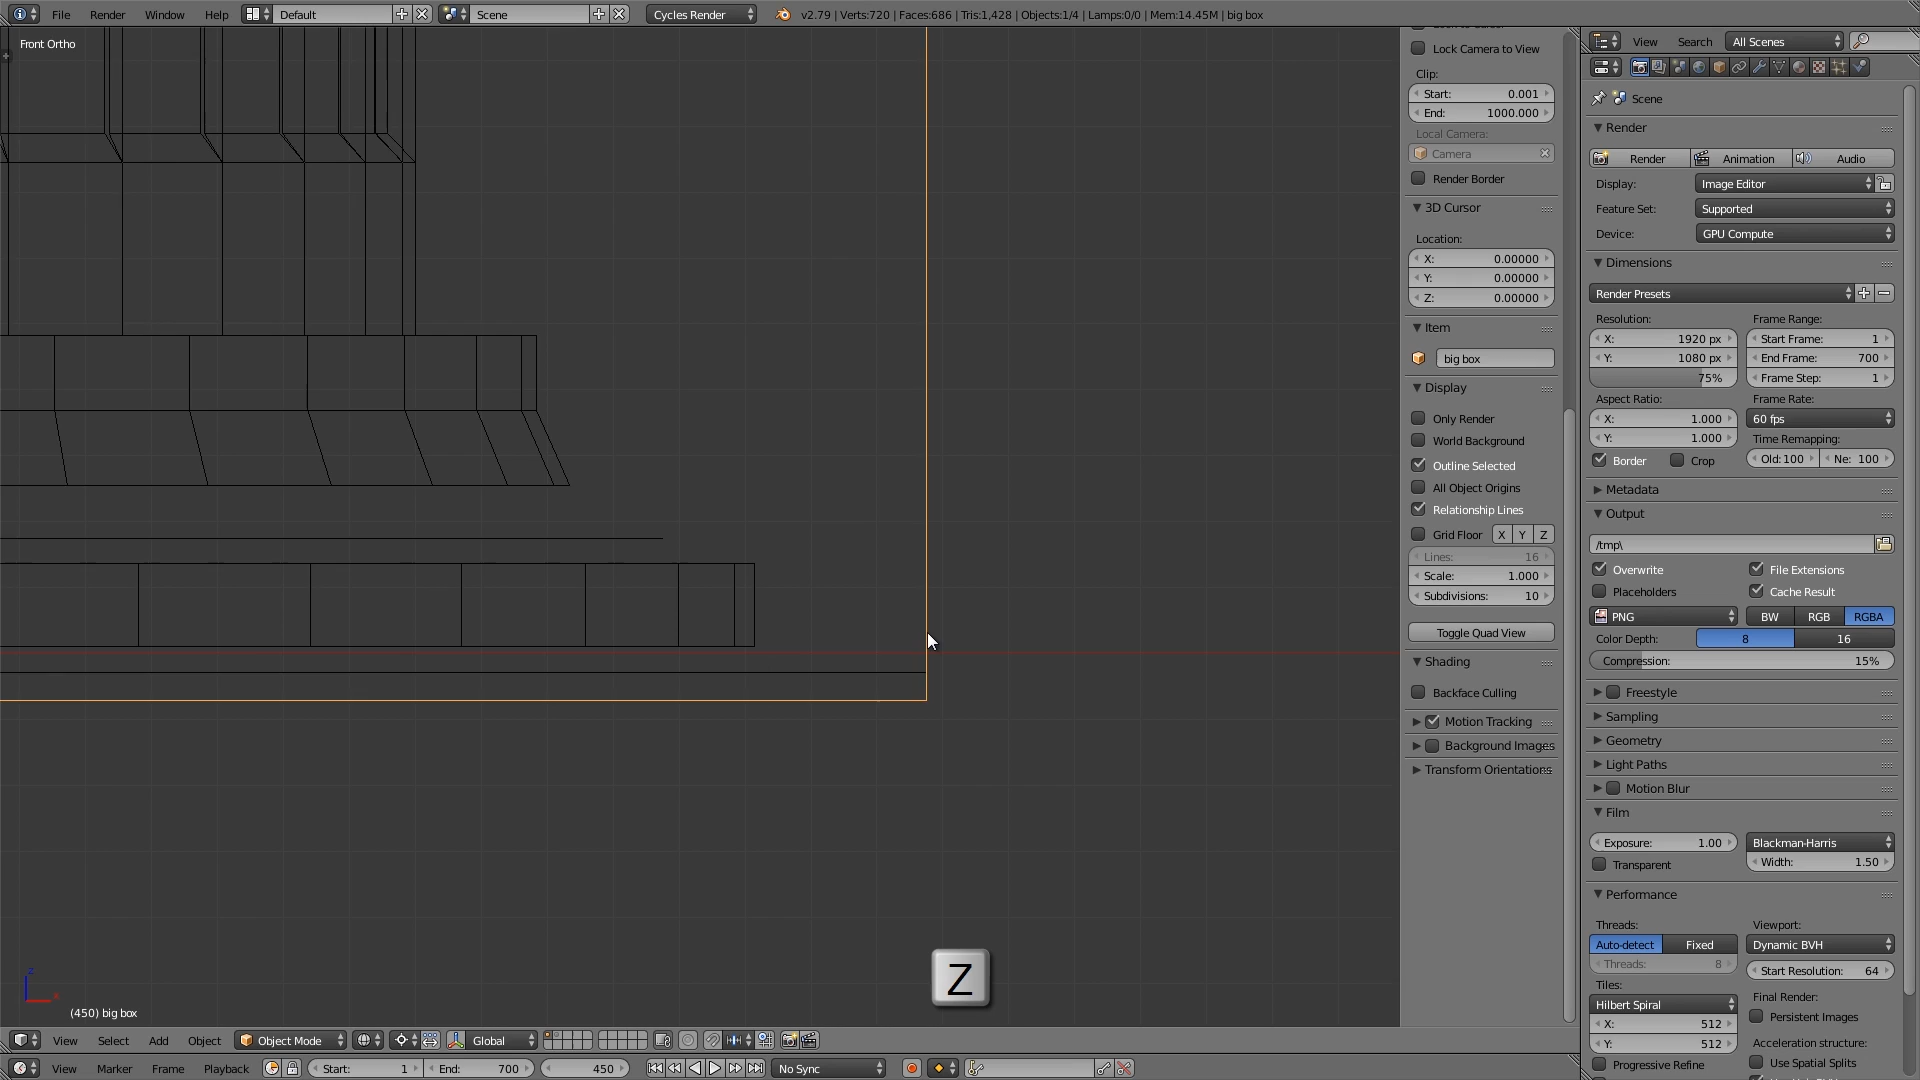 File Render Window Help Default Scene Cycles Render v2.79 | Verts:720 | Faces:686 | Tris:1,428 | Objects:1/4 | Lamps:0/0 | Mem:14.45M | big box
Front Ortho
(450) big box
Z
z
x
Lock Camera to View
Clip:
Start: 0.001
End: 1000.000
Local Camera:
Camera
Render Border
3D Cursor
Location:
X: 0.00000
Y: 0.00000
Z: 0.00000
Item
big box
Display
Only Render
World Background
Outline Selected
All Object Origins
Relationship Lines
Grid Floor X Y Z
Lines: 16
Scale: 1.000
Subdivisions: 10
Toggle Quad View
Shading
Backface Culling
Motion Tracking
Background Images
Transform Orientations
View Search All Scenes
Scene
Render
Render Animation Audio
Display: Image Editor
Feature Set: Supported
Device: GPU Compute
Dimensions
Render Presets
Resolution: Frame Range:
X: 1920 px Start Frame: 1
Y: 1080 px End Frame: 700
75% Frame Step: 1
Aspect Ratio: Frame Rate:
X: 1.000 60 fps
Y: 1.000 Time Remapping:
Border Crop Old:100 Ne: 100
Metadata
Output
/tmp\
Overwrite File Extensions
Placeholders Cache Result
PNG BW RGB RGBA
Color Depth: 8 16
Compression: 15%
Freestyle
Sampling
Geometry
Light Paths
Motion Blur
Film
Exposure: 1.00 Blackman-Harris
Transparent Width: 1.50
Performance
Threads: Viewport:
Auto-detect Fixed Dynamic BVH
Threads: 8 Start Resolution: 64
Tiles: Final Render:
Hilbert Spiral Persistent Images
X: 512
Y: 512 Acceleration structure:
Progressive Refine Use Spatial Splits
View Select Add Object Object Mode Global
View Marker Frame Playback Start: 1 End: 700 450 No Sync